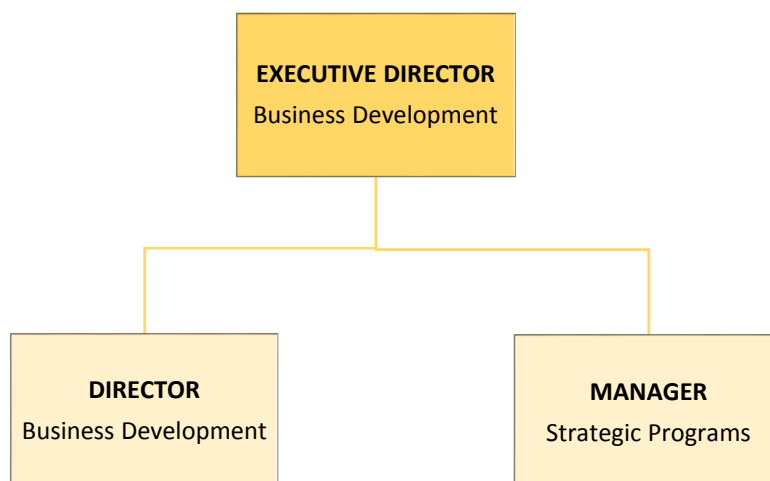 EXECUTIVE DIRECTOR
Business Development
DIRECTOR
Business Development
MANAGER
Strategic Programs